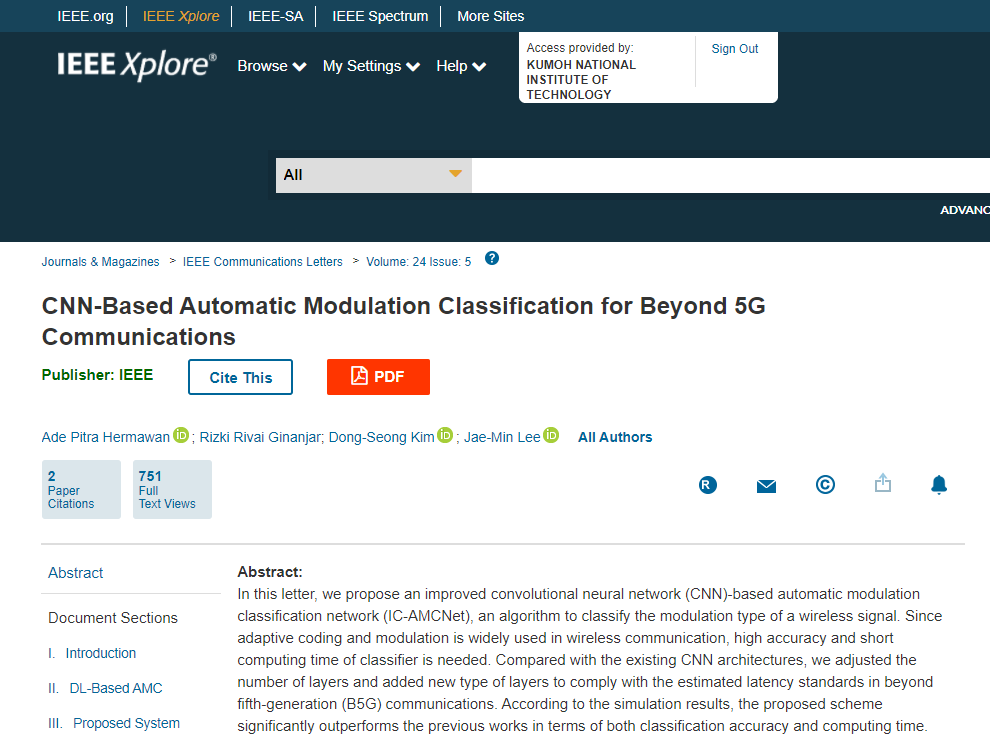 IEEE.org IEEE Xplore IEEE-SA IEEE Spectrum More Sites
IEEE Xplore® Browse My Settings Help
Access provided by:
KUMOH NATIONAL
INSTITUTE OF
TECHNOLOGY
Sign Out
All
ADVANC
Journals & Magazines > IEEE Communications Letters > Volume: 24 Issue: 5 ?
CNN-Based Automatic Modulation Classification for Beyond 5G
Communications
Publisher: IEEE Cite This PDF
Ade Pitra Hermawan iD ; Rizki Rivai Ginanjar; Dong-Seong Kim iD ; Jae-Min Lee iD All Authors
2
Paper
Citations
751
Full
Text Views
R ©
Abstract
Document Sections
I. Introduction
II. DL-Based AMC
III. Proposed System
Abstract:
In this letter, we propose an improved convolutional neural network (CNN)-based automatic modulation
classification network (IC-AMCNet), an algorithm to classify the modulation type of a wireless signal. Since
adaptive coding and modulation is widely used in wireless communication, high accuracy and short
computing time of classifier is needed. Compared with the existing CNN architectures, we adjusted the
number of layers and added new type of layers to comply with the estimated latency standards in beyond
fifth-generation (B5G) communications. According to the simulation results, the proposed scheme
significantly outperforms the previous works in terms of both classification accuracy and computing time.